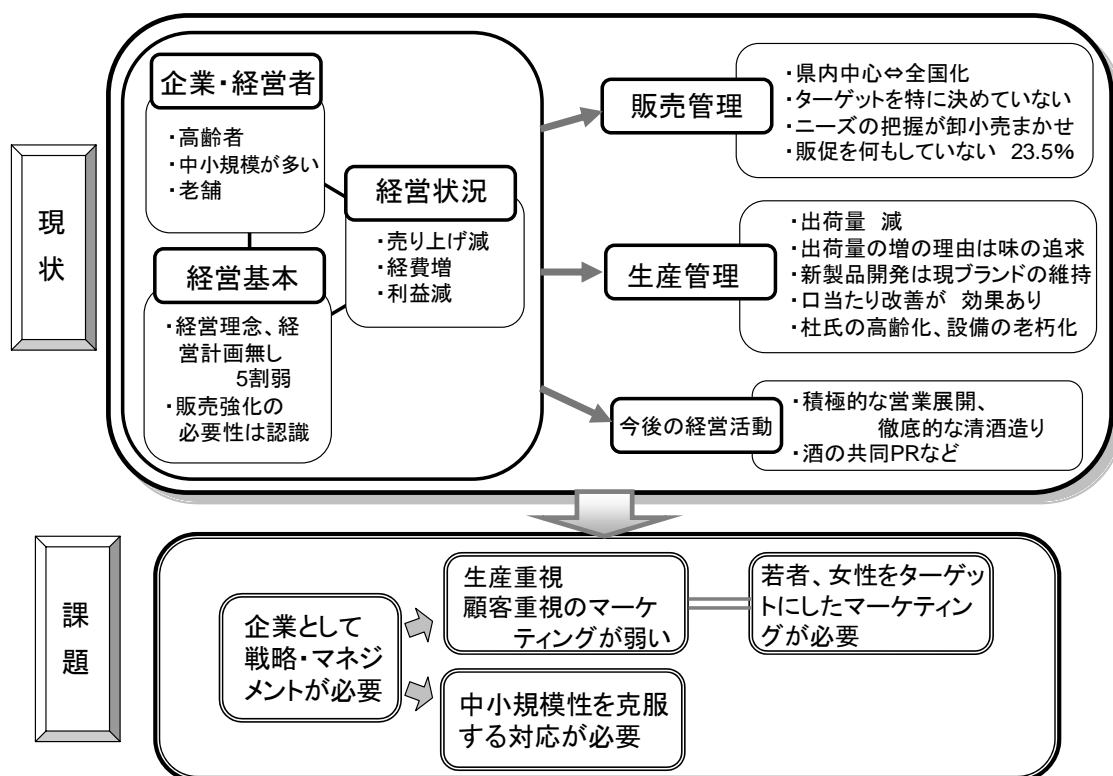 現状
企業・経営者
・高齢者
・中小規模が多い
・老舗
経営基本
・経営理念、経
営計画無し
5割弱
・販売強化の
必要性は認識
経営状況
・売り上げ減
・経費増
・利益減
販売管理
・県内中心⇔全国化
・ターゲットを特に決めていない
・ニーズの把握が卸小売まかせ
・販促を何もしていない 23.5%
生産管理
・出荷量 減
・出荷量の増の理由は味の追求
・新製品開発は現ブランドの維持
・口当たり改善が 効果あり
・杜氏の高齢化、設備の老朽化
今後の経営活動
・積極的な営業展開、
徹底的な清酒造り
・酒の共同PRなど
課題
企業として
戦略・マネジ
メントが必要
生産重視
顧客重視のマーケ
ティングが弱い
若者、女性をターゲッ
トにしたマーケティン
グが必要
中小規模性を克服
する対応が必要